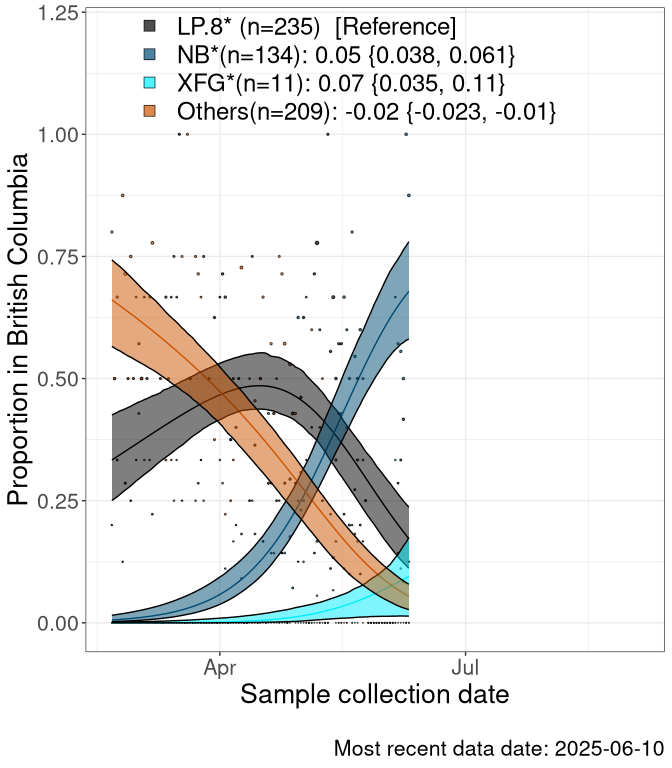 LP.8* (n=235)  [Reference]
NB*(n=134): 0.05 {0.038, 0.061}
XFG*(n=11): 0.07 {0.035, 0.11}
Others(n=209): -0.02 {-0.023, -0.01}
1.25
1.00
0.75
0.50
0.25
0.00
Proportion in British Columbia
Apr Jul
Sample collection date
Most recent data date: 2025-06-10